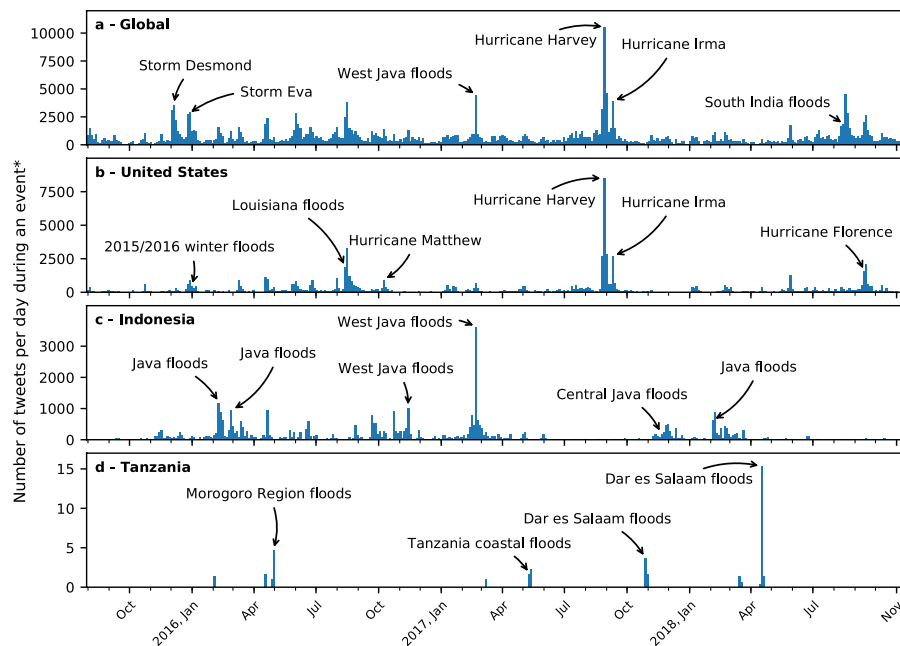 Number of tweets per day during an event*
a - Global
10000
7500
5000
2500
0
Storm Desmond
Storm Eva
West Java floods
Hurricane Harvey
Hurricane Irma
South India floods
b - United States
7500
5000
2500
0
2015/2016 winter floods
Louisiana floods
Hurricane Matthew
Hurricane Harvey
Hurricane Irma
Hurricane Florence
c - Indonesia
3000
2000
1000
0
Java floods
Java floods
West Java floods
West Java floods
Central Java floods
Java floods
d - Tanzania
15
10
5
0
Morogoro Region floods
Tanzania coastal floods
Dar es Salaam floods
Dar es Salaam floods
Oct
2016, Jan
Apr
Jul
Oct
2017, Jan
Apr
Jul
Oct
2018, Jan
Apr
Jul
Nov